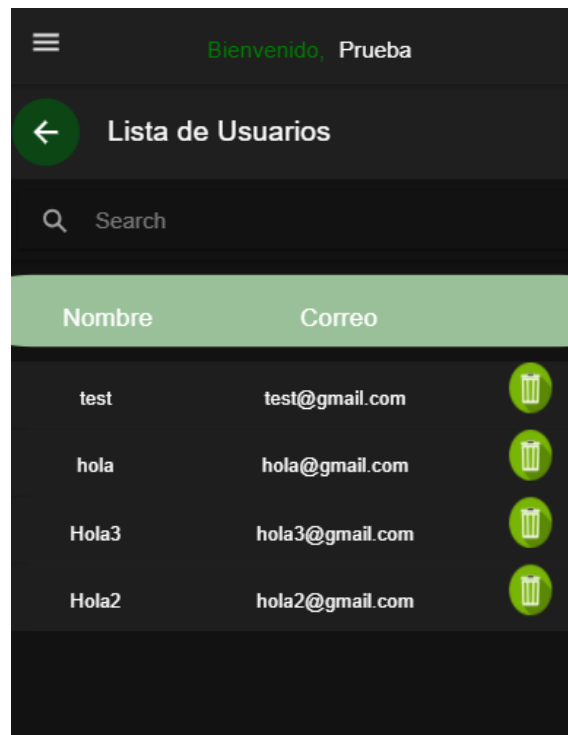 Bienvenido, Prueba
Lista de Usuarios
Search
Nombre Correo
test test@gmail.com
hola hola@gmail.com
Hola3 hola3@gmail.com
Hola2 hola2@gmail.com